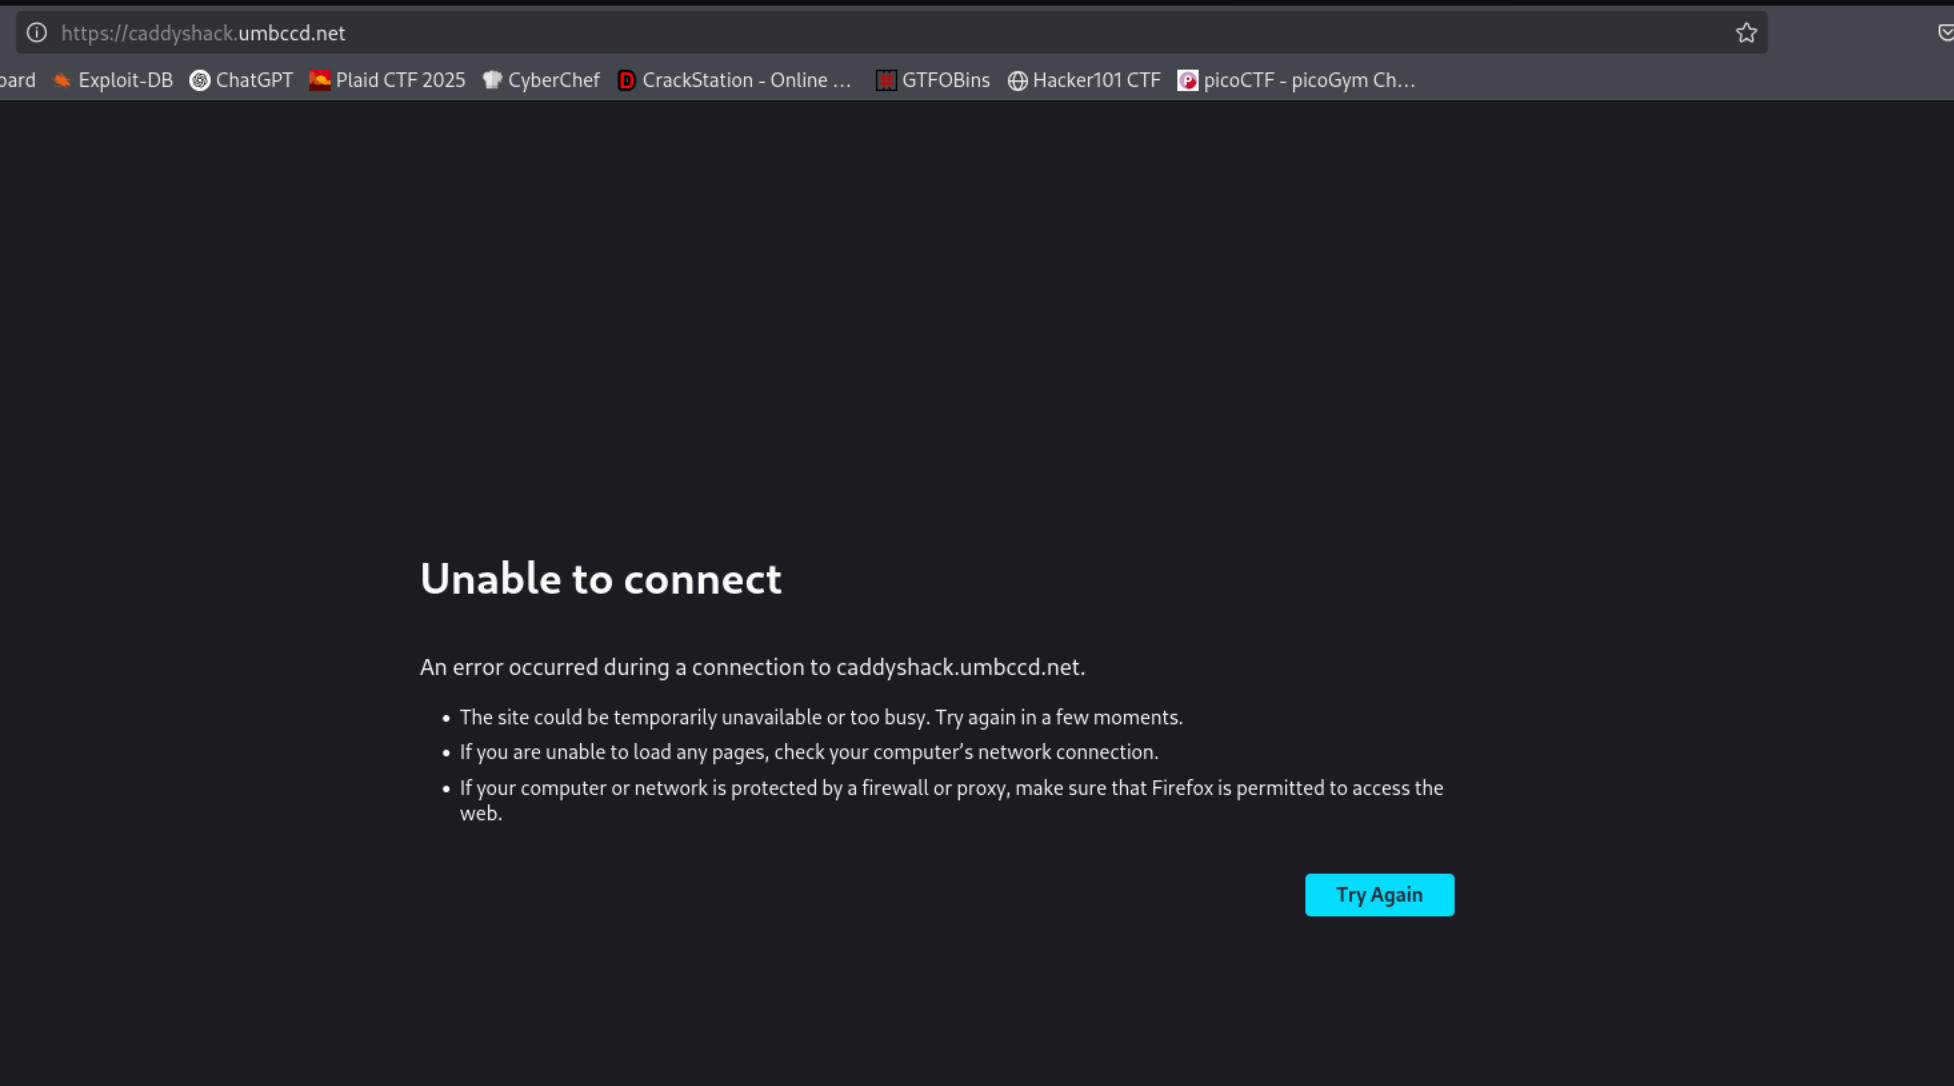 https://caddyshack.umbccd.net
oard Exploit-DB ChatGPT Plaid CTF 2025 CyberChef CrackStation - Online ... GTFOBins Hacker101 CTF picoCTF - picoGym Ch...
Unable to connect
An error occurred during a connection to caddyshack.umbccd.net.
• The site could be temporarily unavailable or too busy. Try again in a few moments.
• If you are unable to load any pages, check your computer’s network connection.
• If your computer or network is protected by a firewall or proxy, make sure that Firefox is permitted to access the
web.
Try Again